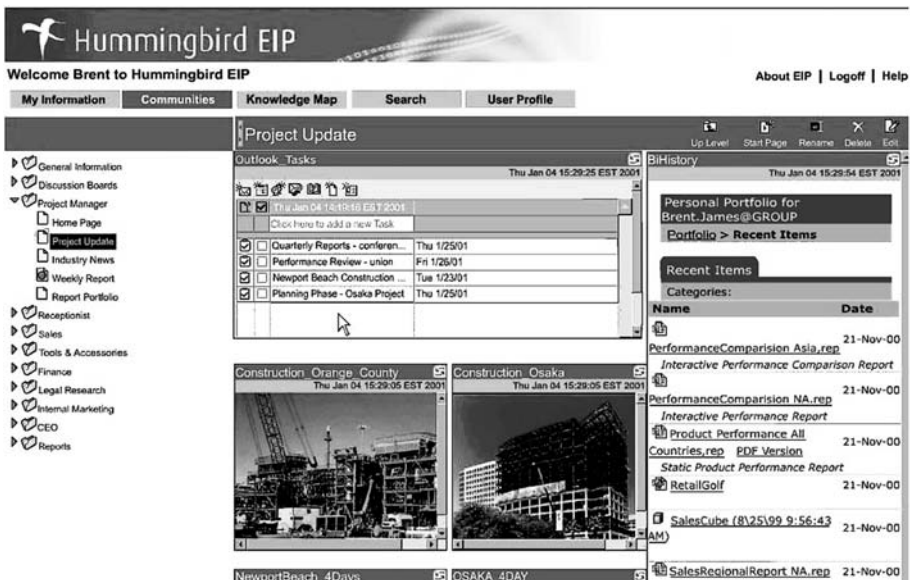 Hummingbird EIP
Welcome Brent to Hummingbird EIP
About EIP | Logoff | Help
My Information
Communities
Knowledge Map
Search
User Profile
Project Update
Up Level
Start Page
Rename
Delete
Edit
General Information
Discussion Boards
Project Manager
Home Page
Project Update
Industry News
Weekly Report
Report Portfolio
Receptionist
Sales
Tools & Accessories
Finance
Legal Research
Internal Marketing
CEO
Reports
Outlook_Tasks
Thu Jan 04 15:29:25 EST 2001
Thu Jan 04 14:19:16 EST 2001
Click here to add a new Task
Quarterly Reports - conferen... Thu 1/25/01
Performance Review - union Fri 1/26/01
Newport Beach Construction ... Tue 1/23/01
Planning Phase - Osaka Project Thu 1/25/01
Construction_Orange_County
Thu Jan 04 15:29:05 EST 2001
Construction_Osaka
Thu Jan 04 15:29:05 EST 2001
NewportBeach_4Days
OSAKA_4DAY
BiHistory
Thu Jan 04 15:29:54 EST 2001
Personal Portfolio for
Brent.James@GROUP
Portfolio > Recent Items
Recent Items
Categories:
Name Date
PerformanceComparision Asia,rep 21-Nov-00
Interactive Performance Comparison Report
PerformanceComparision NA.rep 21-Nov-00
Interactive Performance Report
Product Performance All
Countries,rep PDF Version 21-Nov-00
Static Product Performance Report
RetailGolf 21-Nov-00
SalesCube (8\25\99 9:56:43
AM) 21-Nov-00
SalesRegionalReport NA.rep 21-Nov-00